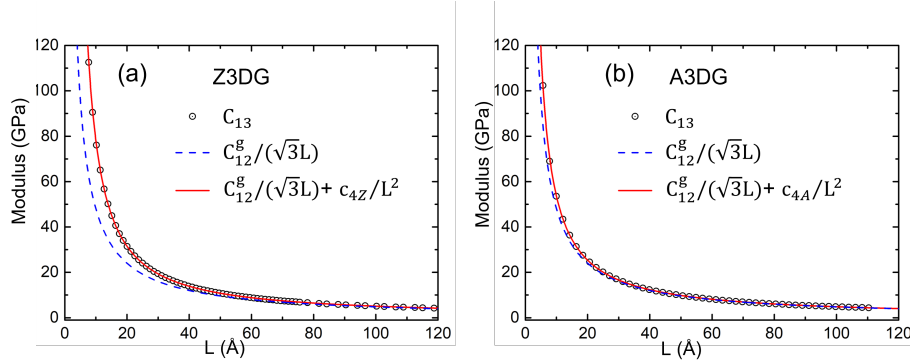 120
100
80
60
40
20
0
Modulus (GPa)
(a)
Z3DG
C₁₃
C₁₂ᵍ/(√3L)
C₁₂ᵍ/(√3L)+ c₄Z/L²
0 20 40 60 80 100 120
L (Å)
120
100
80
60
40
20
0
Modulus (GPa)
(b)
A3DG
C₁₃
C₁₂ᵍ/(√3L)
C₁₂ᵍ/(√3L)+ c₄A/L²
0 20 40 60 80 100 120
L (Å)